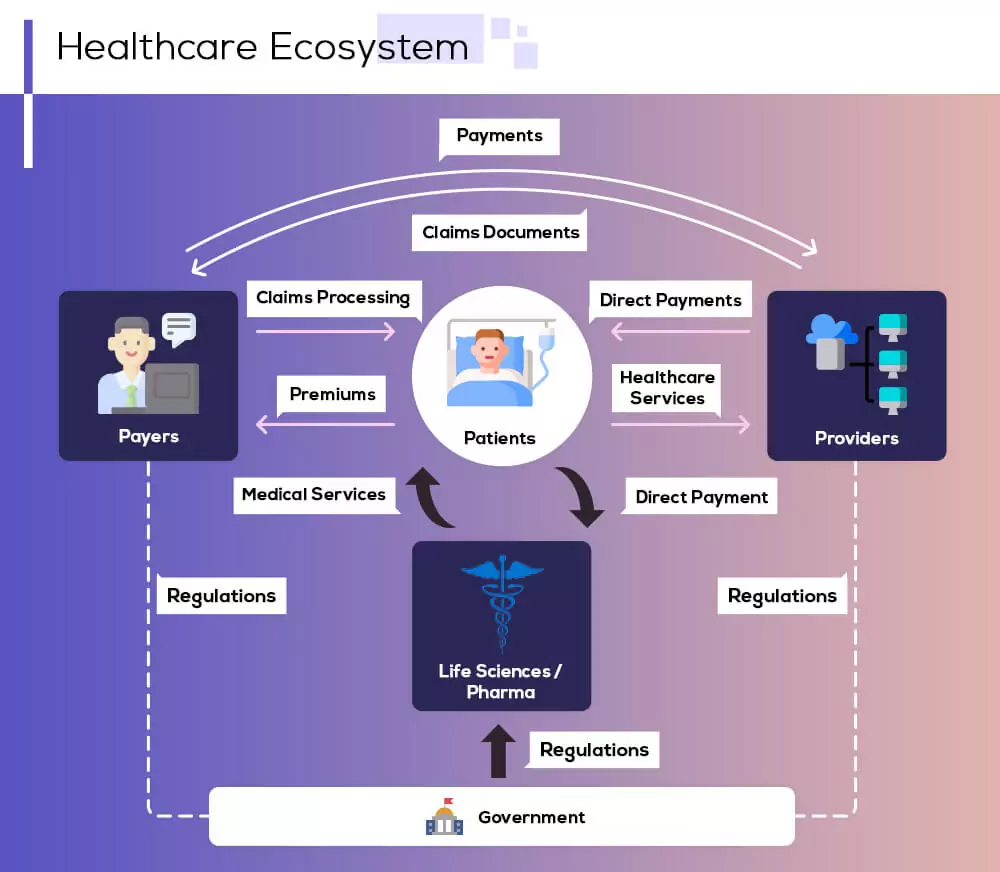 Healthcare Ecosystem
Payments
Claims Documents
Claims Processing
Direct Payments
Premiums
Healthcare
Services
Payers
Patients
Providers
Medical Services
Direct Payment
Regulations
Regulations
Life Sciences /
Pharma
Regulations
Government